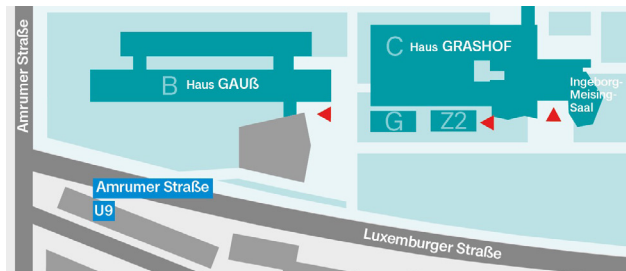 Amrumer Straße
B Haus GAUß
C Haus GRASHOF
Ingeborg-
Meising-
Saal
G
Z2
Amrumer Straße
U9
Luxemburger Straße